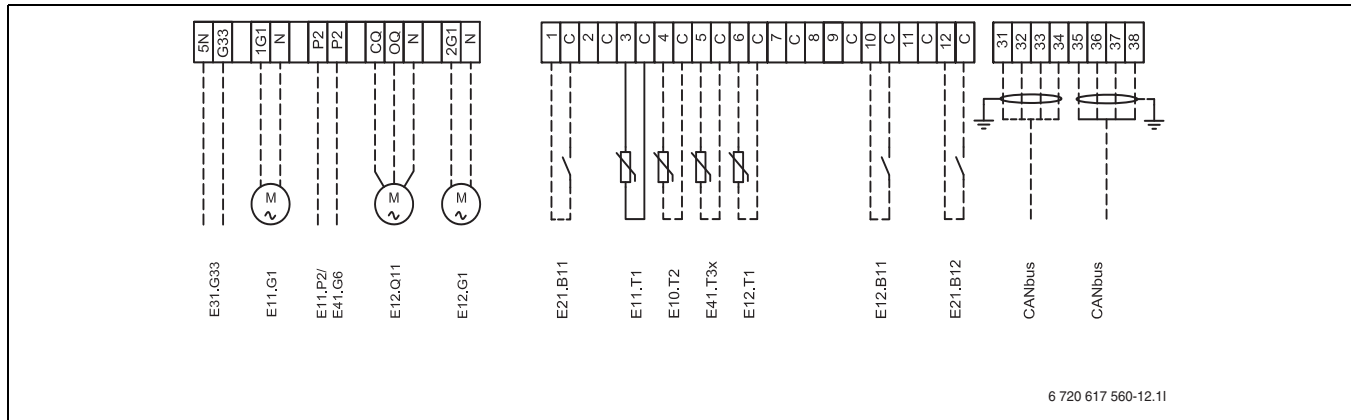 5N G33 1G1 N P2 P2 CQ OQ N 2G1 N
1 C 2 C 3 C 4 C 5 C 6 C 7 C 8 9 C 10 C 11 C 12 C
31 32 33 34 35 36 37 38
M M M
E31.G33
E11.G1
E11.P2/
E41.G6
E12.Q11
E12.G1
E21.B11
E11.T1
E10.T2
E41.T3x
E12.T1
E12.B11
E21.B12
CANbus
CANbus
6 720 617 560-12.1I